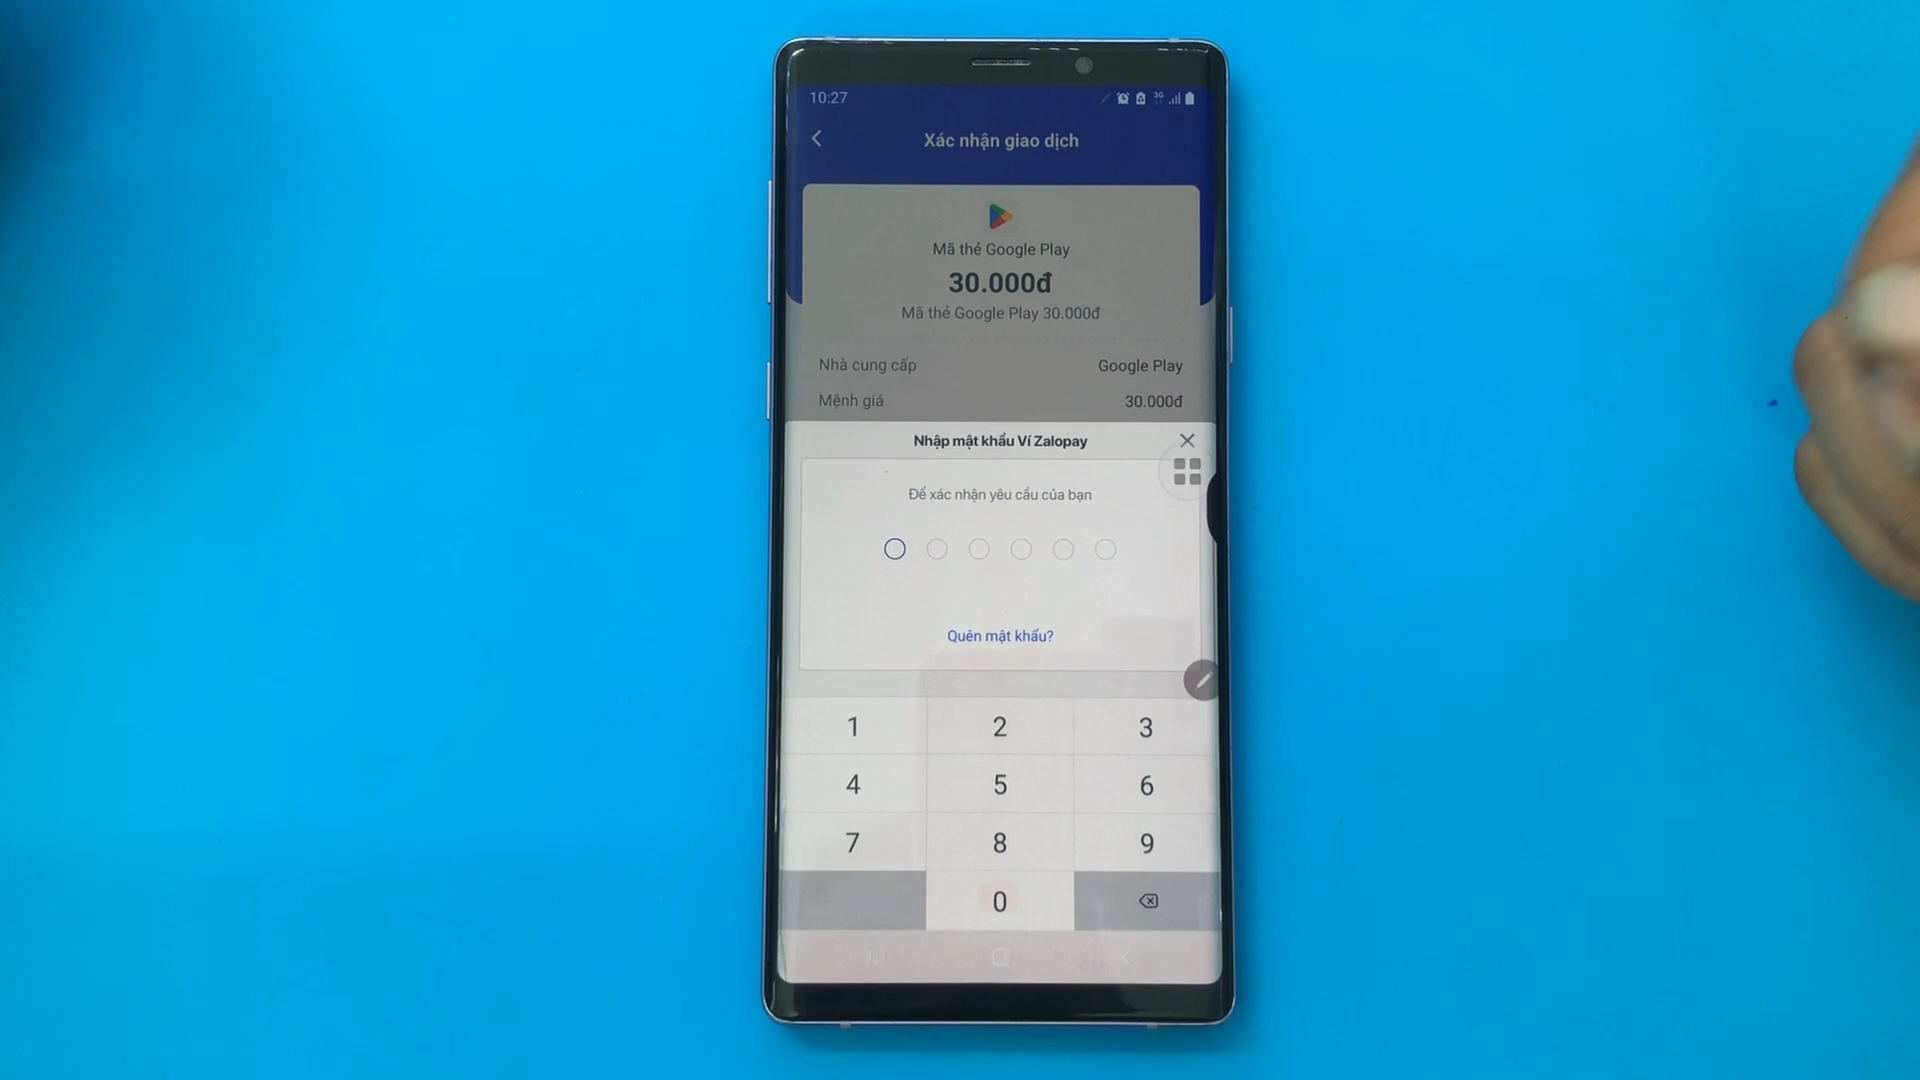 10:27
3G
Xác nhận giao dịch
Mã thẻ Google Play
30.000đ
Mã thẻ Google Play 30.000đ
Nhà cung cấp Google Play
Mệnh giá 30.000đ
Nhập mật khẩu Ví Zalopay
Để xác nhận yêu cầu của bạn
Quên mật khẩu?
1 2 3
4 5 6
7 8 9
0